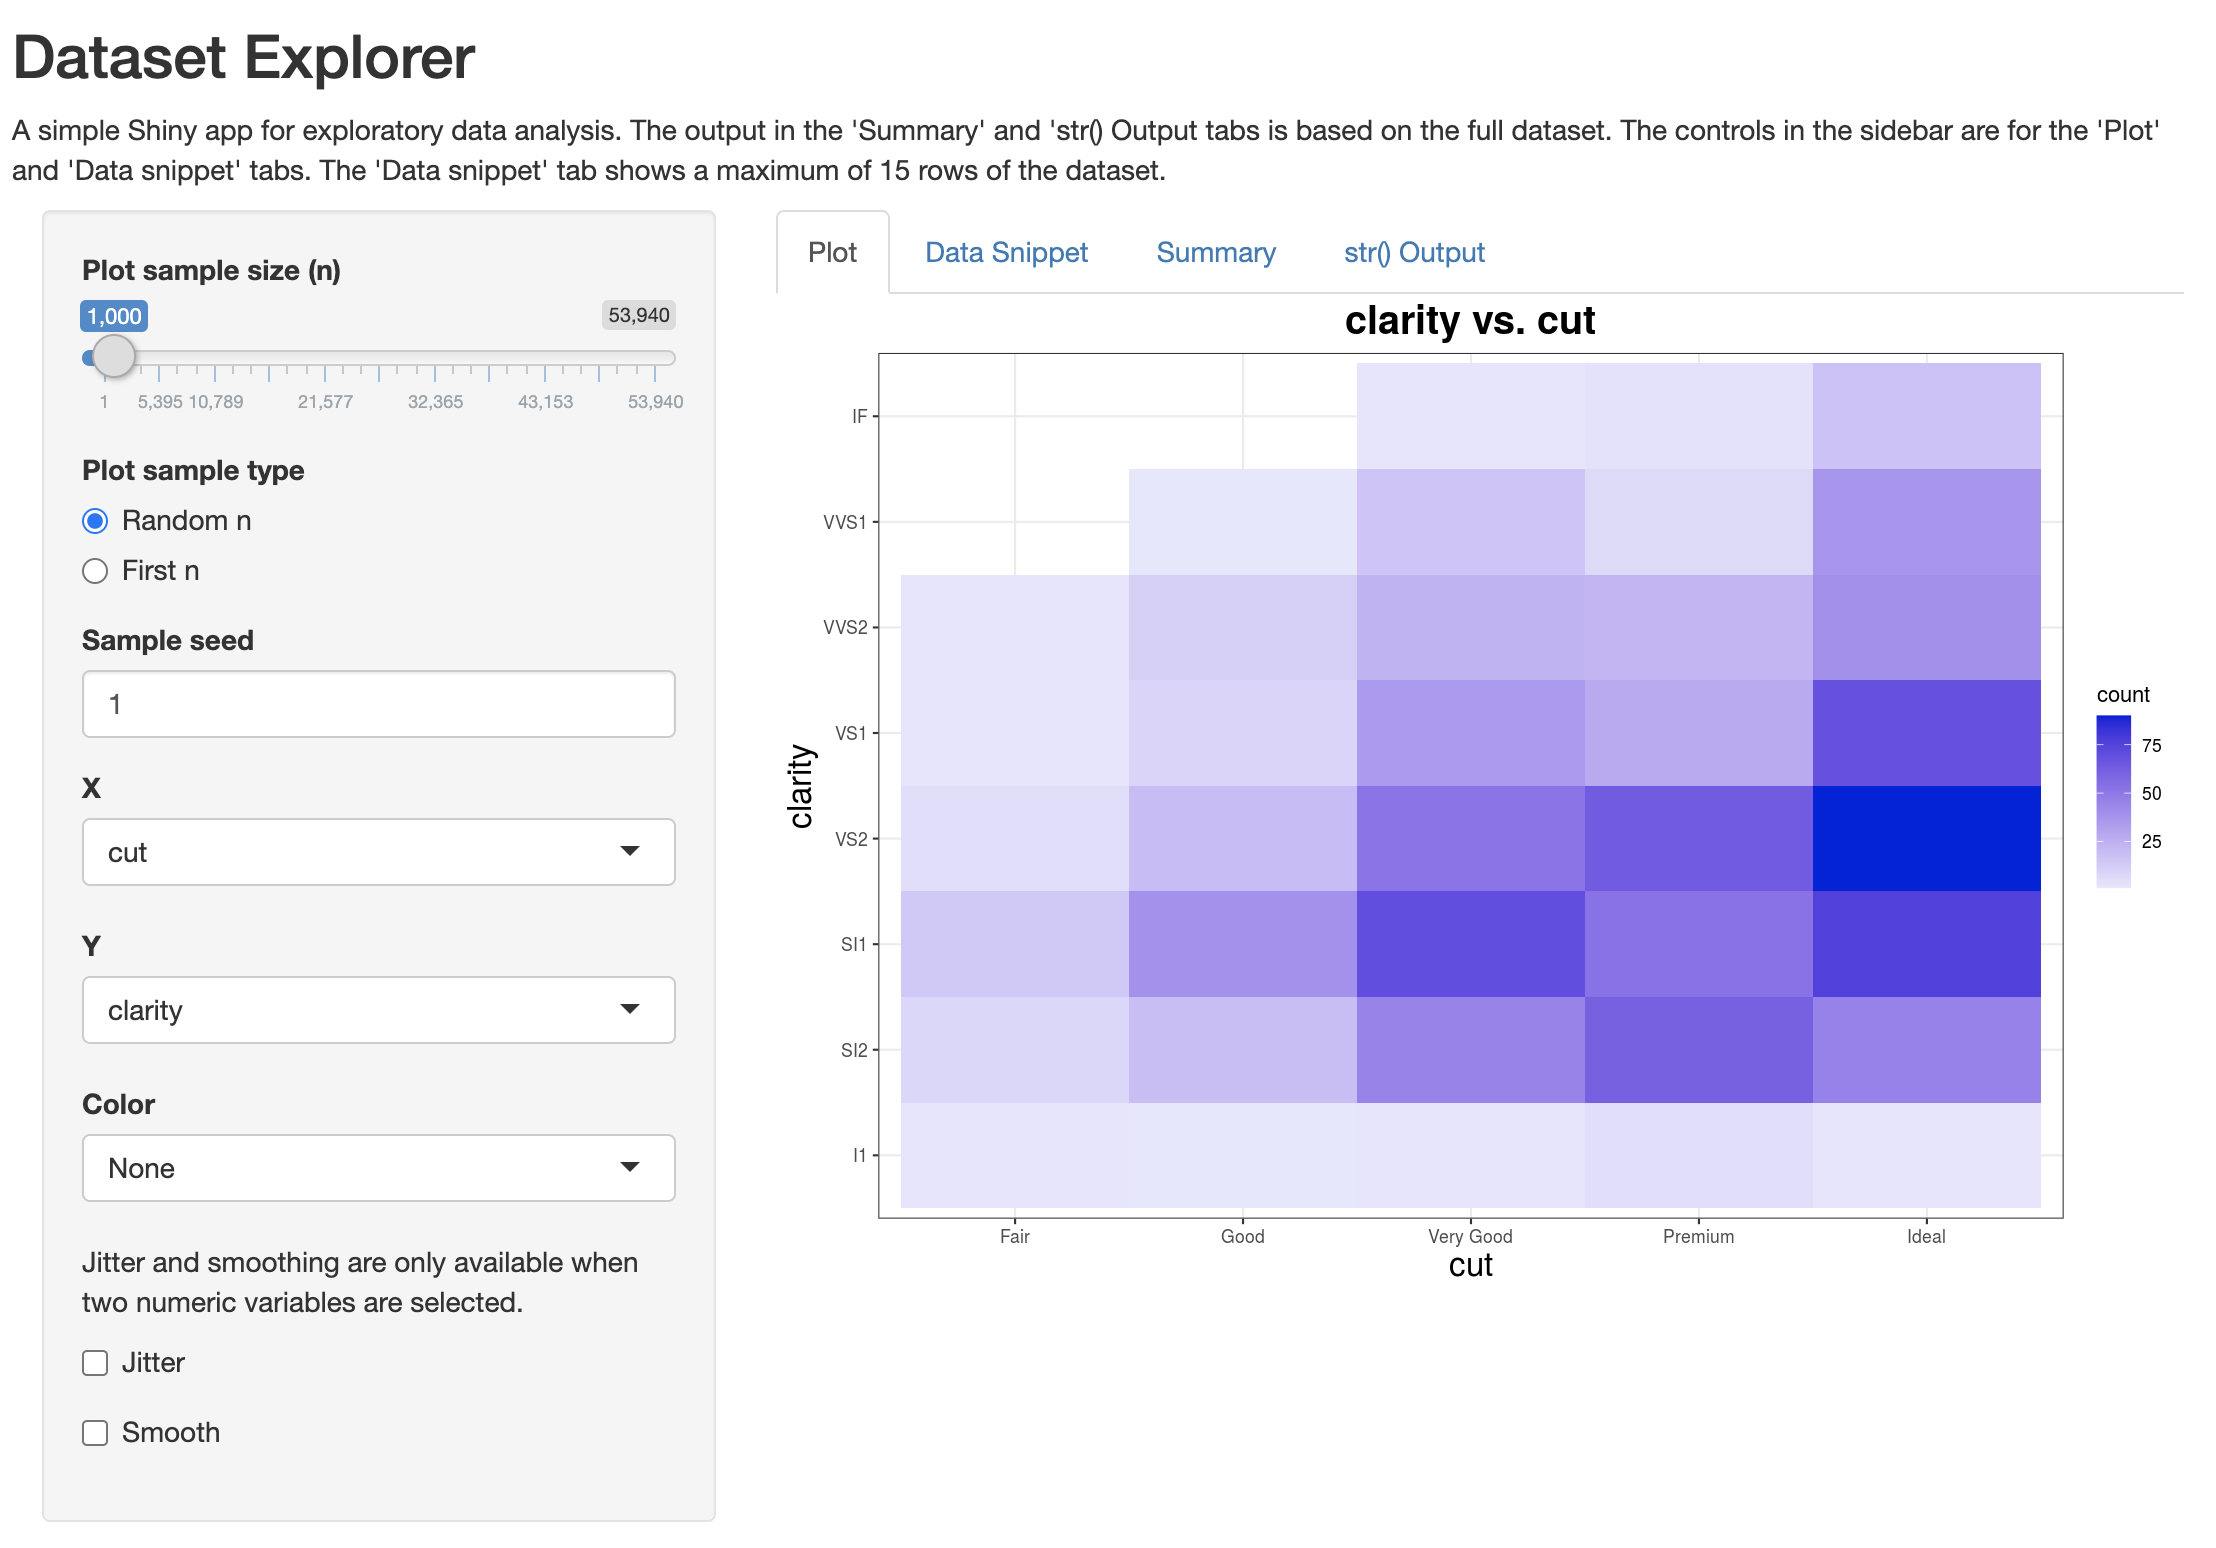 Dataset Explorer
A simple Shiny app for exploratory data analysis. The output in the 'Summary' and 'str() Output tabs is based on the full dataset. The controls in the sidebar are for the 'Plot'
and 'Data snippet' tabs. The 'Data snippet' tab shows a maximum of 15 rows of the dataset.
Plot sample size (n)
1,000 53,940
1 5,395 10,789 21,577 32,365 43,153 53,940
Plot sample type
Random n
First n
Sample seed
1
X
cut
Y
clarity
Color
None
Jitter and smoothing are only available when
two numeric variables are selected.
Jitter
Smooth
Plot Data Snippet Summary str() Output
clarity vs. cut
clarity
IF
VVS1
VVS2
VS1
VS2
SI1
SI2
I1
Fair Good Very Good Premium Ideal
cut
count
75
50
25